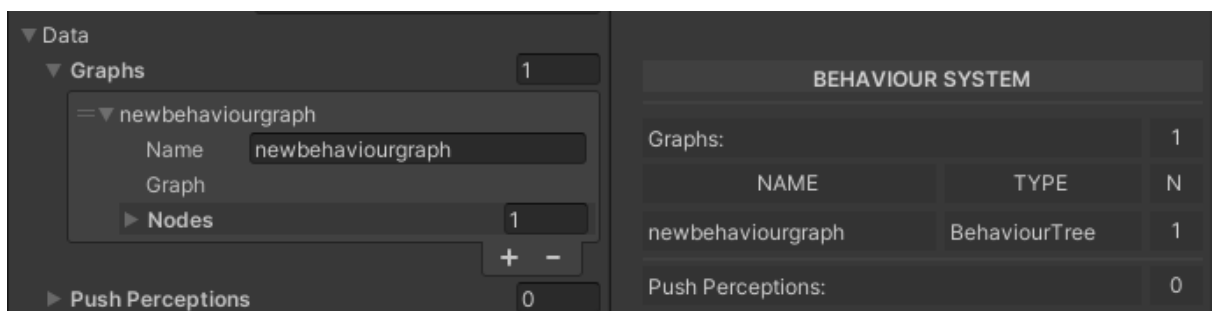 Data
Graphs 1
newbehaviourgraph
Name newbehaviourgraph
Graph
Nodes 1
+ -
Push Perceptions 0
BEHAVIOUR SYSTEM
Graphs: 1
NAME TYPE N
newbehaviourgraph BehaviourTree 1
Push Perceptions: 0